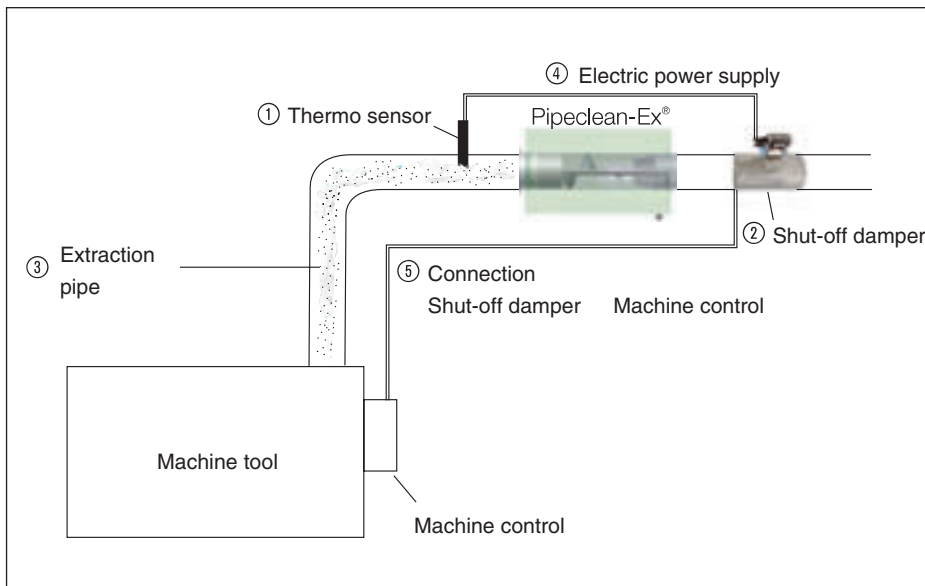 ④ Electric power supply
① Thermo sensor
Pipeclean-Ex®
② Shut-off damper
③ Extraction
pipe
⑤ Connection
Shut-off damper Machine control
Machine tool
Machine control